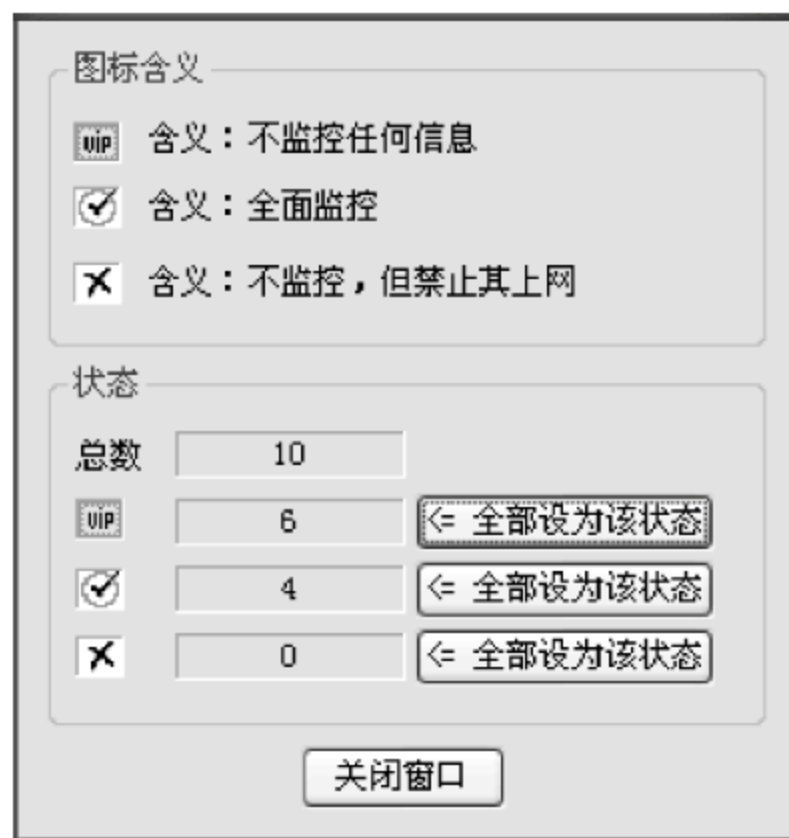 图标含义
VIP 含义：不监控任何信息
含义：全面监控
含义：不监控，但禁止其上网
状态
总数 10
VIP 6 <= 全部设为该状态
4 <= 全部设为该状态
0 <= 全部设为该状态
关闭窗口